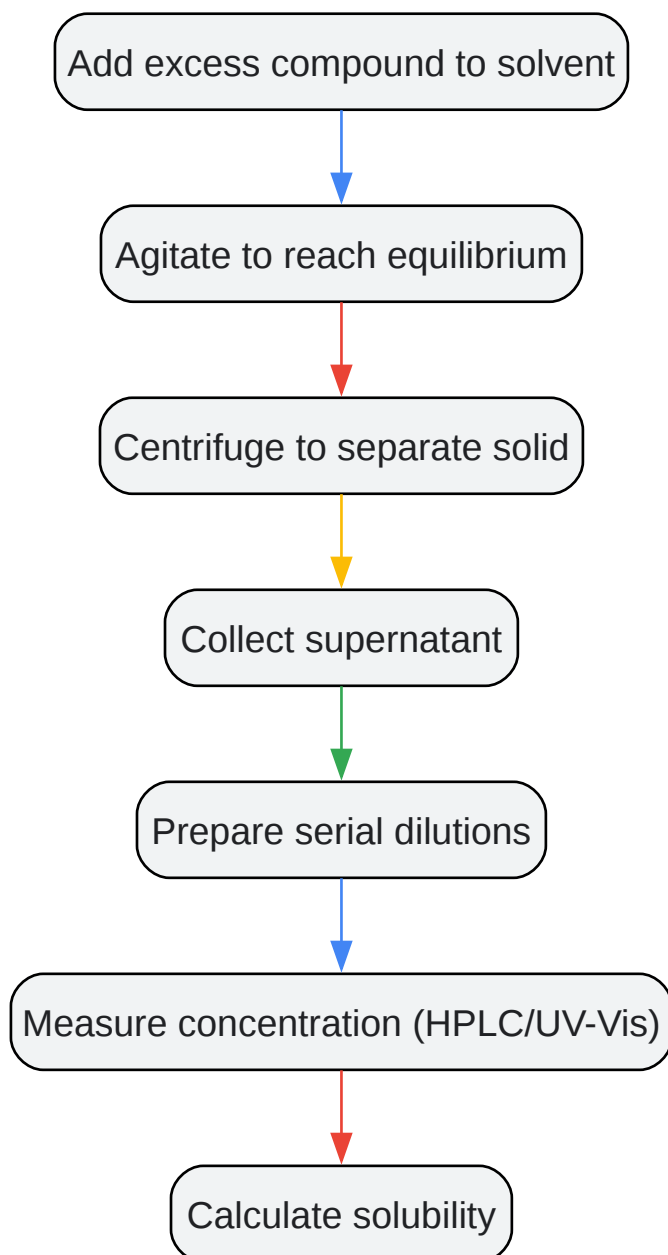 Add excess compound to solvent
Agitate to reach equilibrium
Centrifuge to separate solid
Collect supernatant
Prepare serial dilutions
Measure concentration (HPLC/UV-Vis)
Calculate solubility